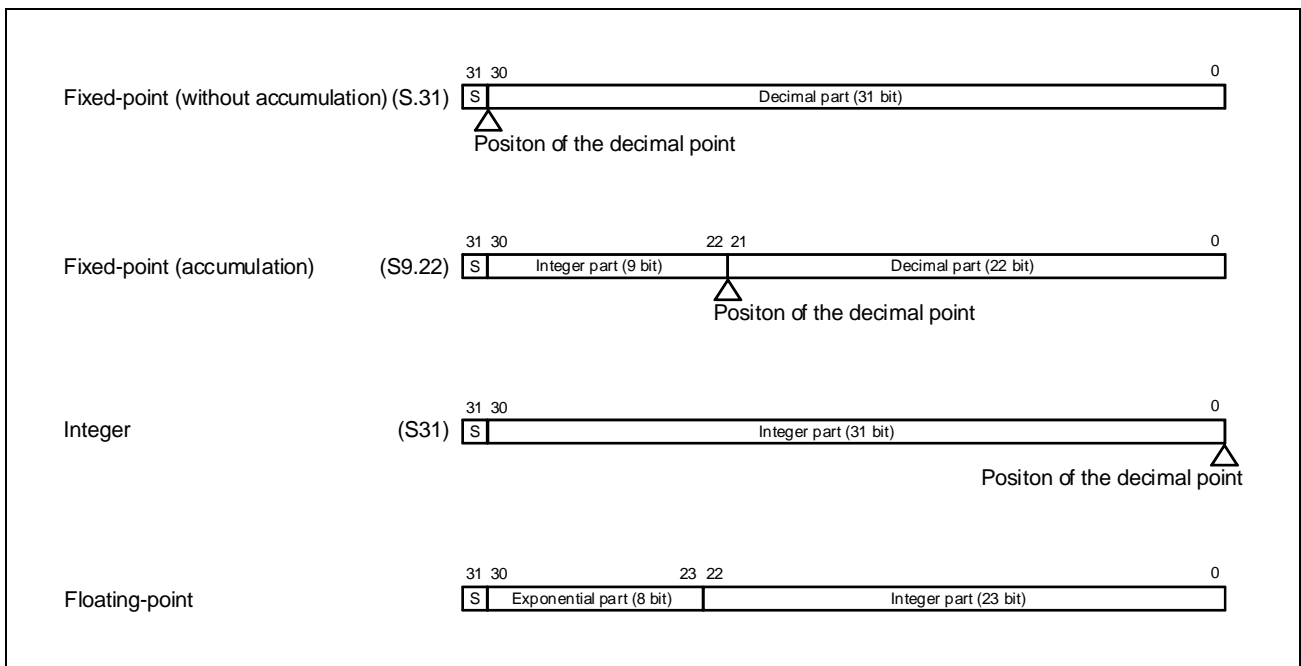 31 30 0
Fixed-point (without accumulation) (S.31) S Decimal part (31 bit)
Positon of the decimal point
31 30 22 21 0
Fixed-point (accumulation) (S9.22) S Integer part (9 bit) Decimal part (22 bit)
Positon of the decimal point
31 30 0
Integer (S31) S Integer part (31 bit)
Positon of the decimal point
31 30 23 22 0
Floating-point S Exponential part (8 bit) Integer part (23 bit)